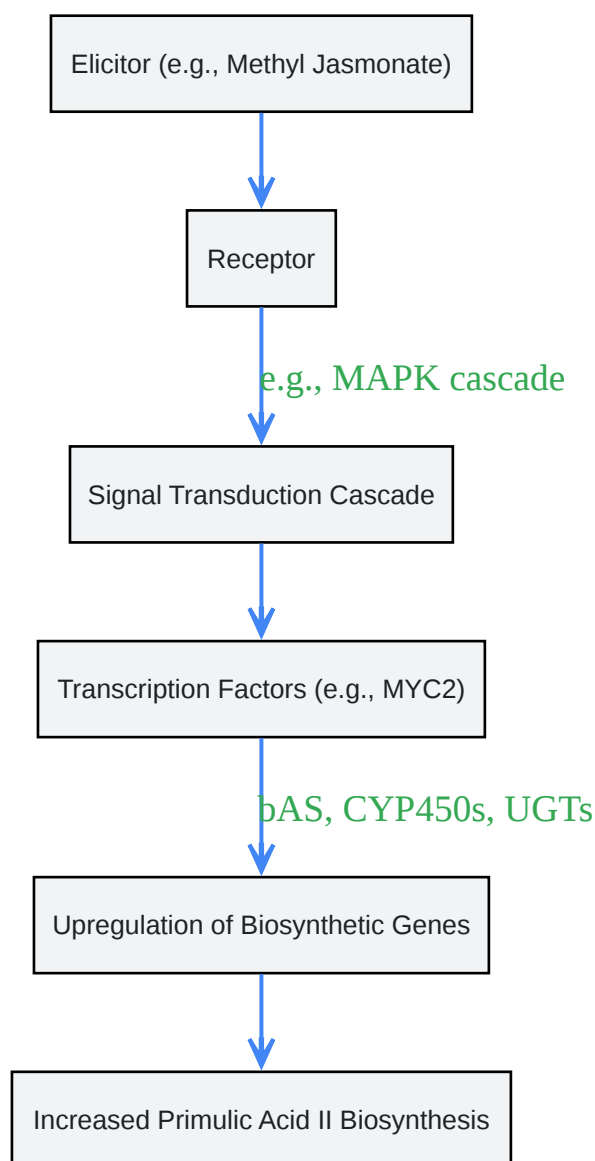 Elicitor (e.g., Methyl Jasmonate)
Receptor
e.g., MAPK cascade
Signal Transduction Cascade
Transcription Factors (e.g., MYC2)
bAS, CYP450s, UGTs
Upregulation of Biosynthetic Genes
Increased Primulic Acid II Biosynthesis